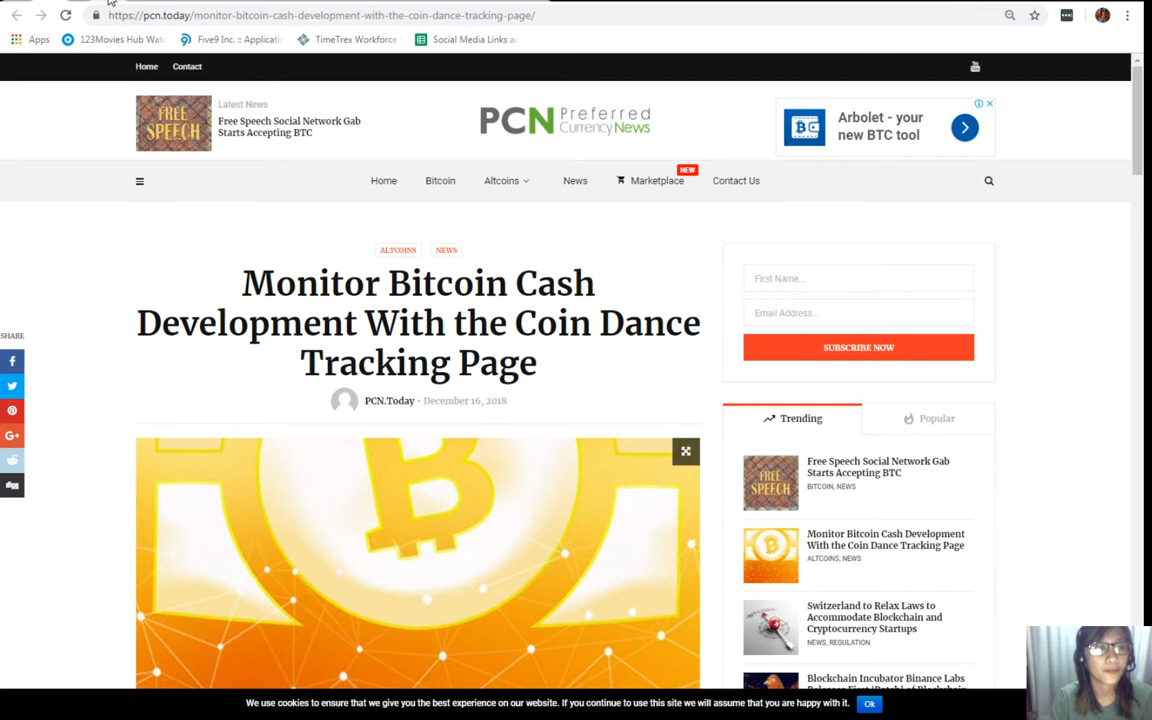 https://pcn.today/monitor-bitcoin-cash-development-with-the-coin-dance-tracking-page/
Apps 123Movies Hub Wat Five9 Inc. :: Applicati TimeTrex Workforce Social Media Links a
Home Contact
Latest News
Free Speech Social Network Gab
Starts Accepting BTC
FREE
SPEECH
PCN Preferred
Currency News
Arbolet - your
new BTC tool
Home Bitcoin Altcoins News Marketplace NEW Contact Us
ALTCOINS NEWS
Monitor Bitcoin Cash
Development With the Coin Dance
Tracking Page
PCN.Today • December 16, 2018
SHARE
digg
First Name...
Email Address...
SUBSCRIBE NOW
Trending Popular
FREE
SPEECH
Free Speech Social Network Gab
Starts Accepting BTC
BITCOIN, NEWS
Monitor Bitcoin Cash Development
With the Coin Dance Tracking Page
ALTCOINS, NEWS
Switzerland to Relax Laws to
Accommodate Blockchain and
Cryptocurrency Startups
NEWS, REGULATION
Blockchain Incubator Binance Labs
We use cookies to ensure that we give you the best experience on our website. If you continue to use this site we will assume that you are happy with it. Ok